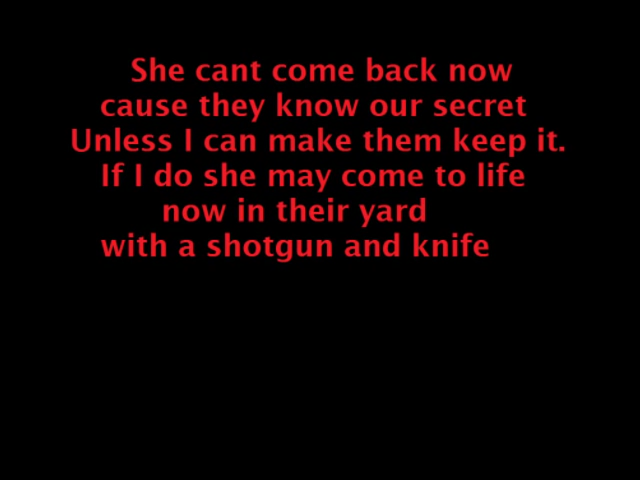 She cant come back now
cause they know our secret
Unless I can make them keep it.
If I do she may come to life
now in their yard
with a shotgun and knife